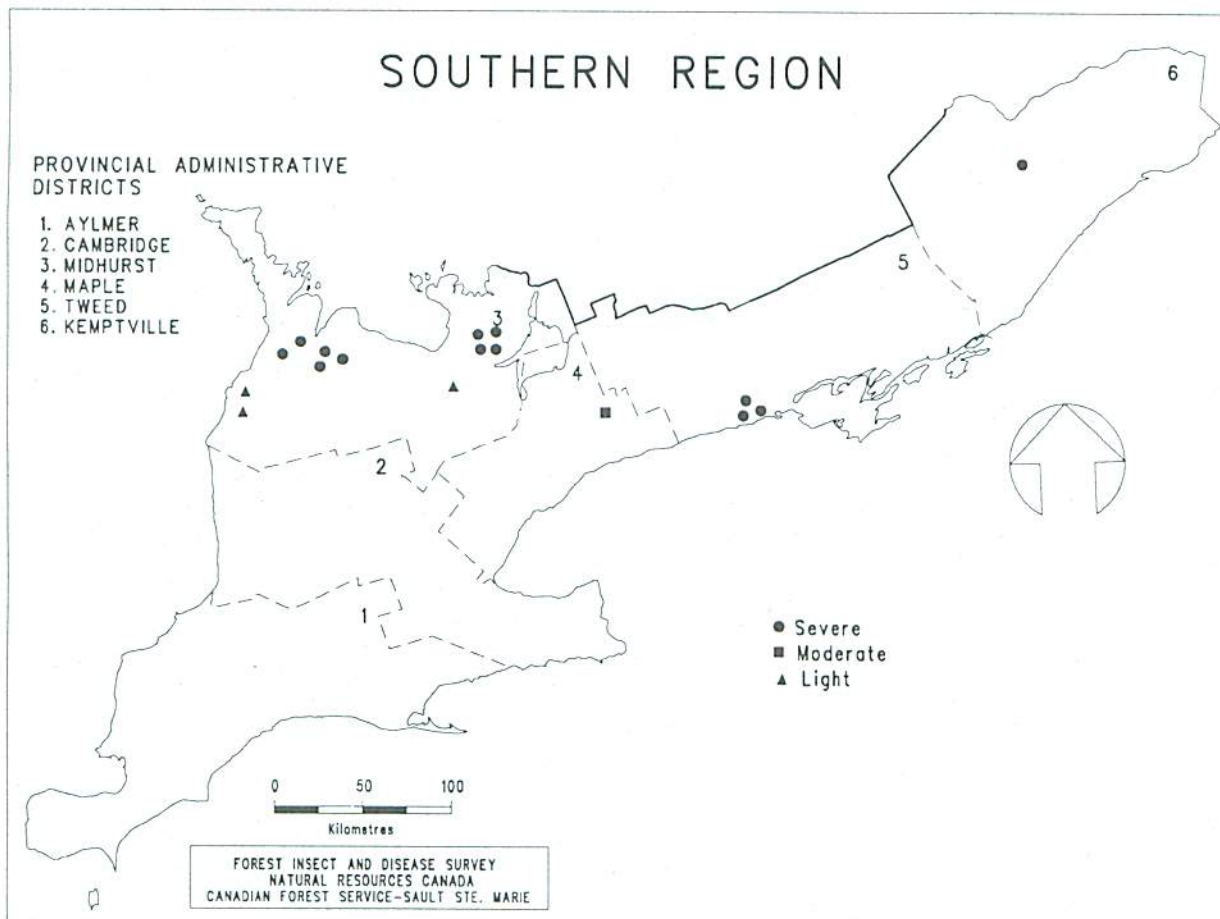 SOUTHERN REGION
PROVINCIAL ADMINISTRATIVE
DISTRICTS
1. AYLMER
2. CAMBRIDGE
3. MIDHURST
4. MAPLE
5. TWEED
6. KEMPTVILLE
6
5
3
4
2
1
Severe
Moderate
Light
0 50 100
Kilometres
FOREST INSECT AND DISEASE SURVEY
NATURAL RESOURCES CANADA
CANADIAN FOREST SERVICE-SAULT STE. MARIE